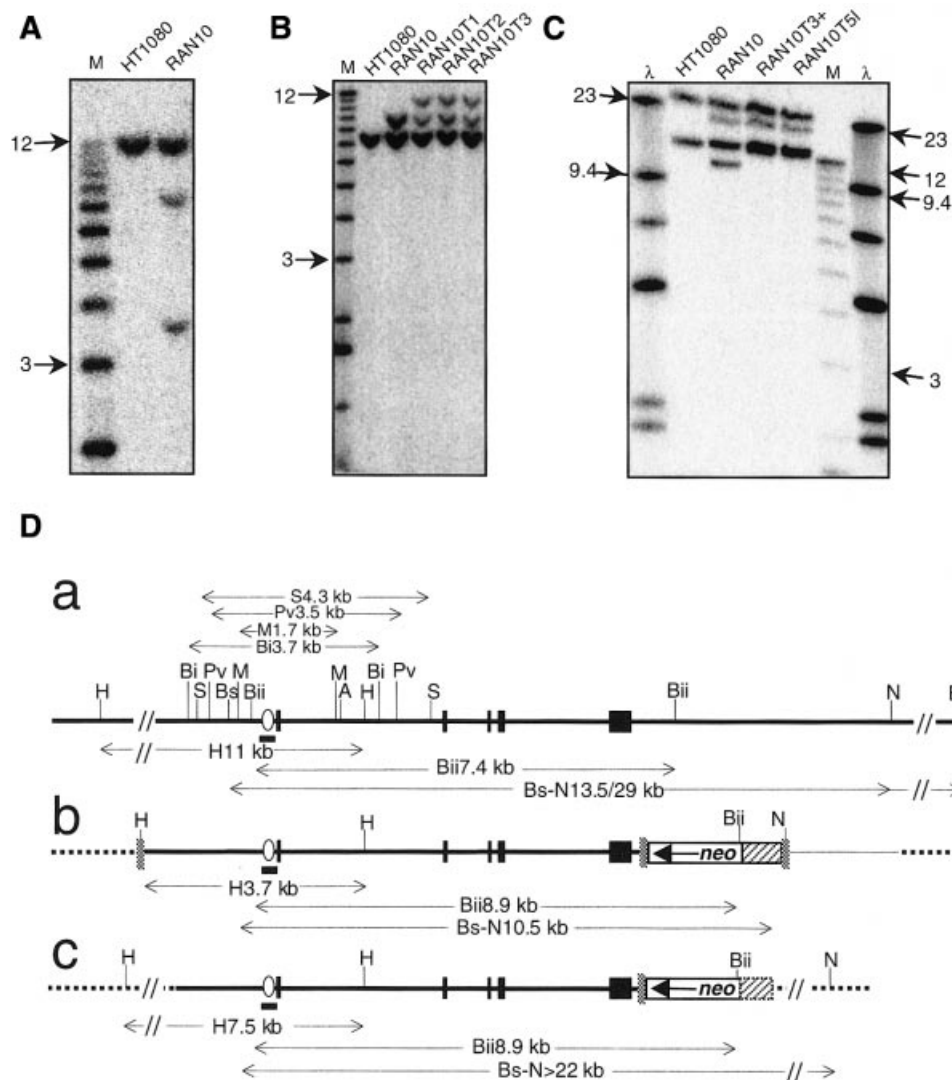 A
M
HT1080
RAN10
12
3
B
M
HT1080
RAN10
RAN10T1
RAN10T2
RAN10T3
12
3
C
λ
HT1080
RAN10
RAN10T3+
RAN10T5I
M
λ
23
9.4
23
12
9.4
3
D
a
S4.3 kb
Pv3.5 kb
M1.7 kb
Bi3.7 kb
Bi Pv M M Bi Pv
H S Bs Bii A H S Bii N
H11 kb
Bii7.4 kb
Bs-N13.5/29 kb
b
H H Bii N
neo
H3.7 kb
Bii8.9 kb
Bs-N10.5 kb
c
H H Bii N
neo
H7.5 kb
Bii8.9 kb
Bs-N>22 kb